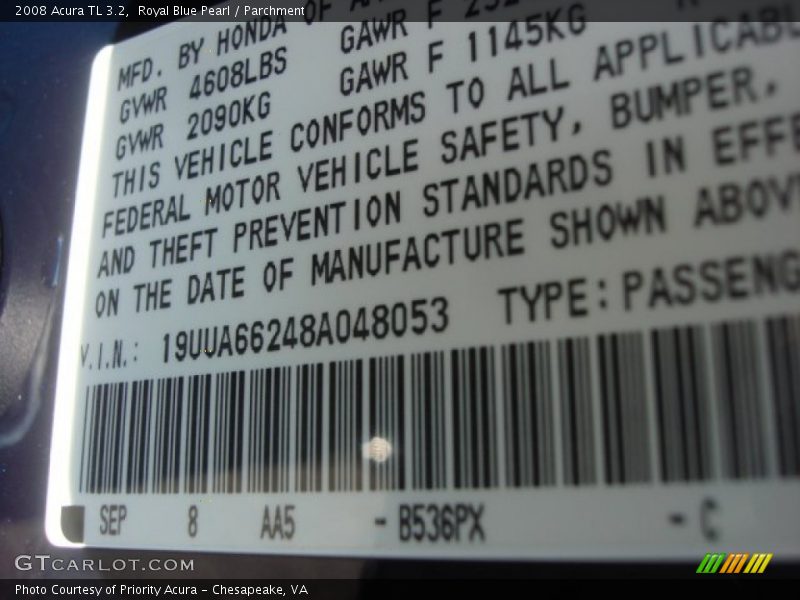 2008 Acura TL 3.2, Royal Blue Pearl / Parchment
MFD. BY HONDA OF
GVWR 4608LBS GAWR F
GVWR 2090KG GAWR F 1145KG
THIS VEHICLE CONFORMS TO ALL APPLICABL
FEDERAL MOTOR VEHICLE SAFETY, BUMPER,
AND THEFT PREVENTION STANDARDS IN EFFE
ON THE DATE OF MANUFACTURE SHOWN ABOV
V.I.N.: 19UUA66248A048053 TYPE: PASSENG
SEP 8 AA5 - B536PX - C
GTCARLOT.COM
Photo Courtesy of Priority Acura - Chesapeake, VA